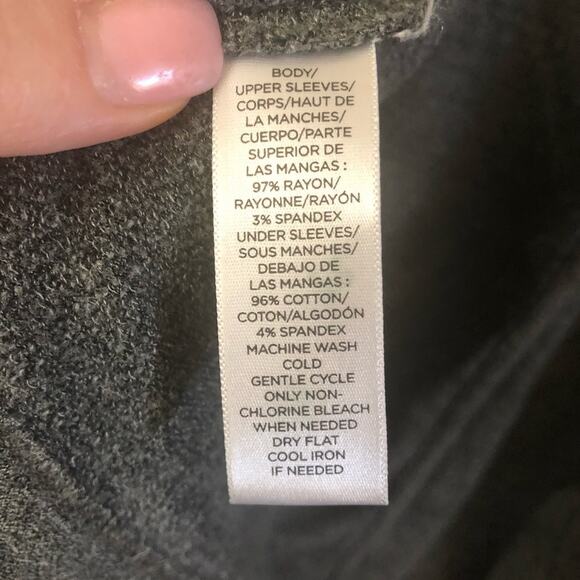 BODY/
UPPER SLEEVES/
CORPS/HAUT DE
LA MANCHES/
CUERPO/PARTE
SUPERIOR DE
LAS MANGAS :
97% RAYON/
RAYONNE/RAYÓN
3% SPANDEX
UNDER SLEEVES/
SOUS MANCHES/
DEBAJO DE
LAS MANGAS :
96% COTTON/
COTON/ALGODÓN
4% SPANDEX
MACHINE WASH
COLD
GENTLE CYCLE
ONLY NON-
CHLORINE BLEACH
WHEN NEEDED
DRY FLAT
COOL IRON
IF NEEDED